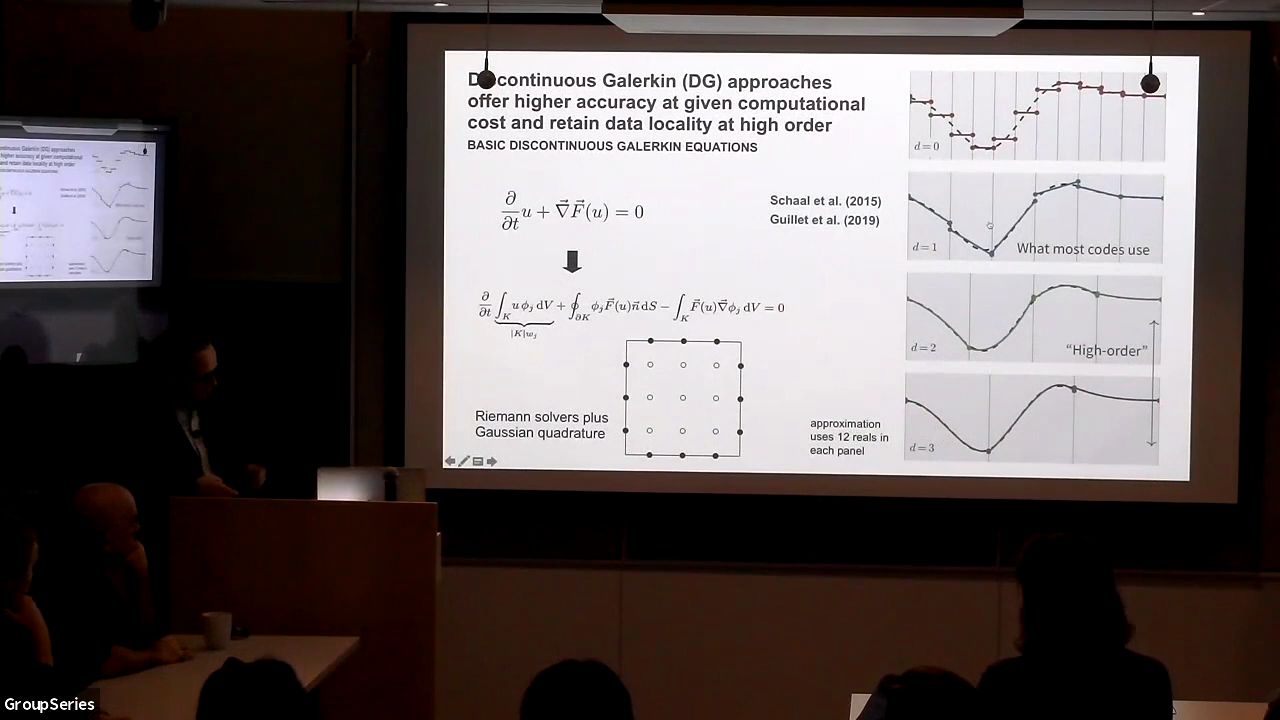 Discontinuous Galerkin (DG) approaches
offer higher accuracy at given computational
cost and retain data locality at high order
BASIC DISCONTINUOUS GALERKIN EQUATIONS
∂/∂t u + ∇⃗F⃗(u) = 0
Schaal et al. (2015)
Guillet et al. (2019)
∂/∂t ∫_K u ϕ_j dV + ∮_∂K ϕ_j F⃗(u)n⃗ dS − ∫_K F⃗(u)∇⃗ϕ_j dV = 0
|K|w_j
Riemann solvers plus
Gaussian quadrature
approximation
uses 12 reals in
each panel
d=0
d=1
What most codes use
d=2
“High-order”
d=3
GroupSeries